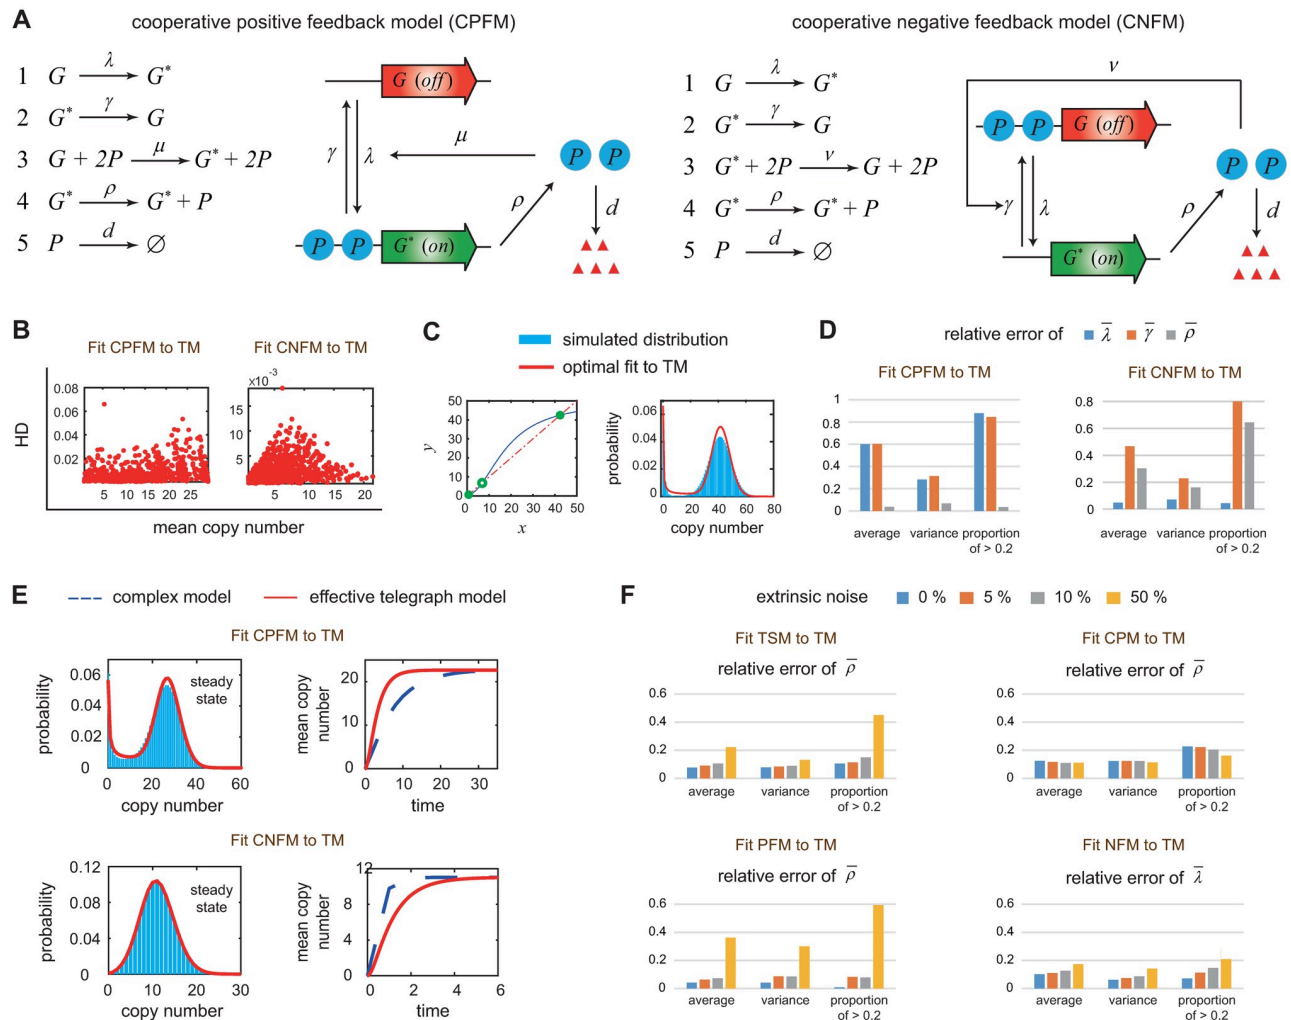 A
cooperative positive feedback model (CPFM)
1 G λ→ G*
2 G* γ→ G
3 G + 2P μ→ G* + 2P
4 G* ρ→ G* + P
5 P d→ ∅
G (off)
γ λ
μ
P P
ρ
d
P P G* (on)
cooperative negative feedback model (CNFM)
1 G λ→ G*
2 G* γ→ G
3 G* + 2P ν→ G + 2P
4 G* ρ→ G* + P
5 P d→ ∅
ν
P P G (off)
P P
γ λ
ρ
d
G* (on)
B
Fit CPFM to TM
Fit CNFM to TM
HD
0.08
0.06
0.04
0.02
5 10 15 20 25
×10⁻³
15
10
5
5 10 15 20
mean copy number
C
simulated distribution
optimal fit to TM
y
50
40
30
20
10
0
0 10 20 30 40 50
x
probability
0.06
0.04
0.02
0
0 20 40 60 80
copy number
D
relative error of λ̅ γ̅ ρ̅
Fit CPFM to TM
1
0.8
0.6
0.4
0.2
0
average
variance
proportion
of > 0.2
Fit CNFM to TM
0.8
0.6
0.4
0.2
0
average
variance
proportion
of > 0.2
E
complex model
effective telegraph model
Fit CPFM to TM
probability
0.06
0.04
0.02
0
steady
state
0 20 40 60
copy number
mean copy
number
20
10
0
0 10 20 30
time
Fit CNFM to TM
probability
0.12
0.08
0.04
0
steady
state
0 10 20 30
copy number
mean copy
number
12
8
4
0
0 2 4 6
time
F
extrinsic noise 0 % 5 % 10 % 50 %
Fit TSM to TM
relative error of ρ̅
0.6
0.4
0.2
0
average
variance
proportion
of > 0.2
Fit CPM to TM
relative error of ρ̅
0.6
0.4
0.2
0
average
variance
proportion
of > 0.2
Fit PFM to TM
relative error of ρ̅
0.6
0.4
0.2
0
average
variance
proportion
of > 0.2
Fit NFM to TM
relative error of λ̅
0.6
0.4
0.2
0
average
variance
proportion
of > 0.2